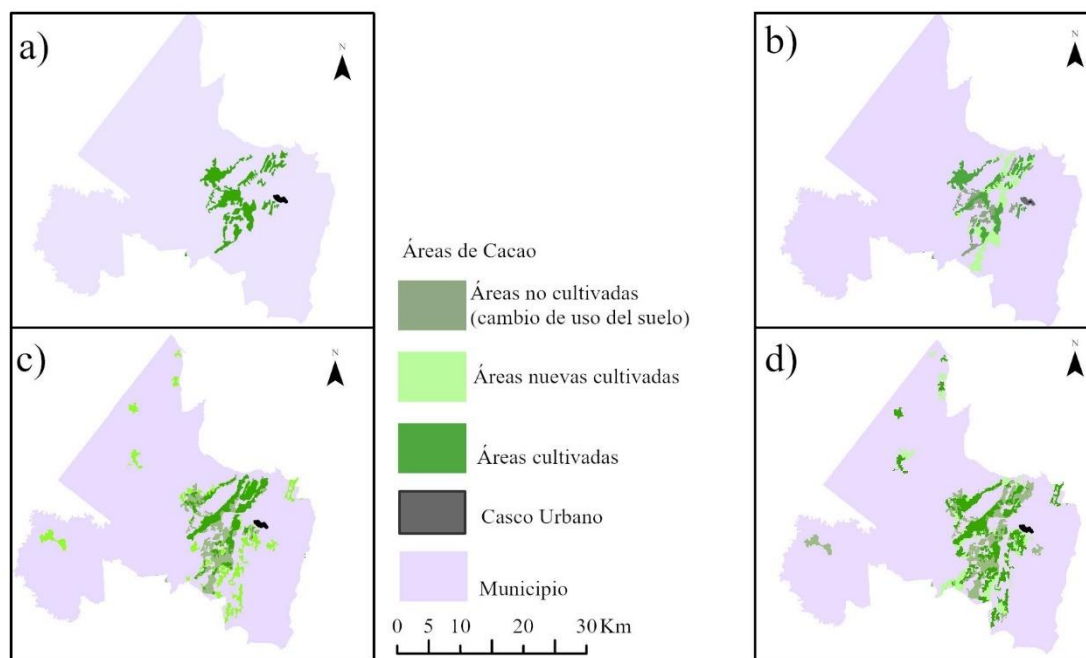 a)
N
b)
N
c)
N
d)
N
Áreas de Cacao
Áreas no cultivadas
(cambio de uso del suelo)
Áreas nuevas cultivadas
Áreas cultivadas
Casco Urbano
Municipio
0 5 10 20 30 Km